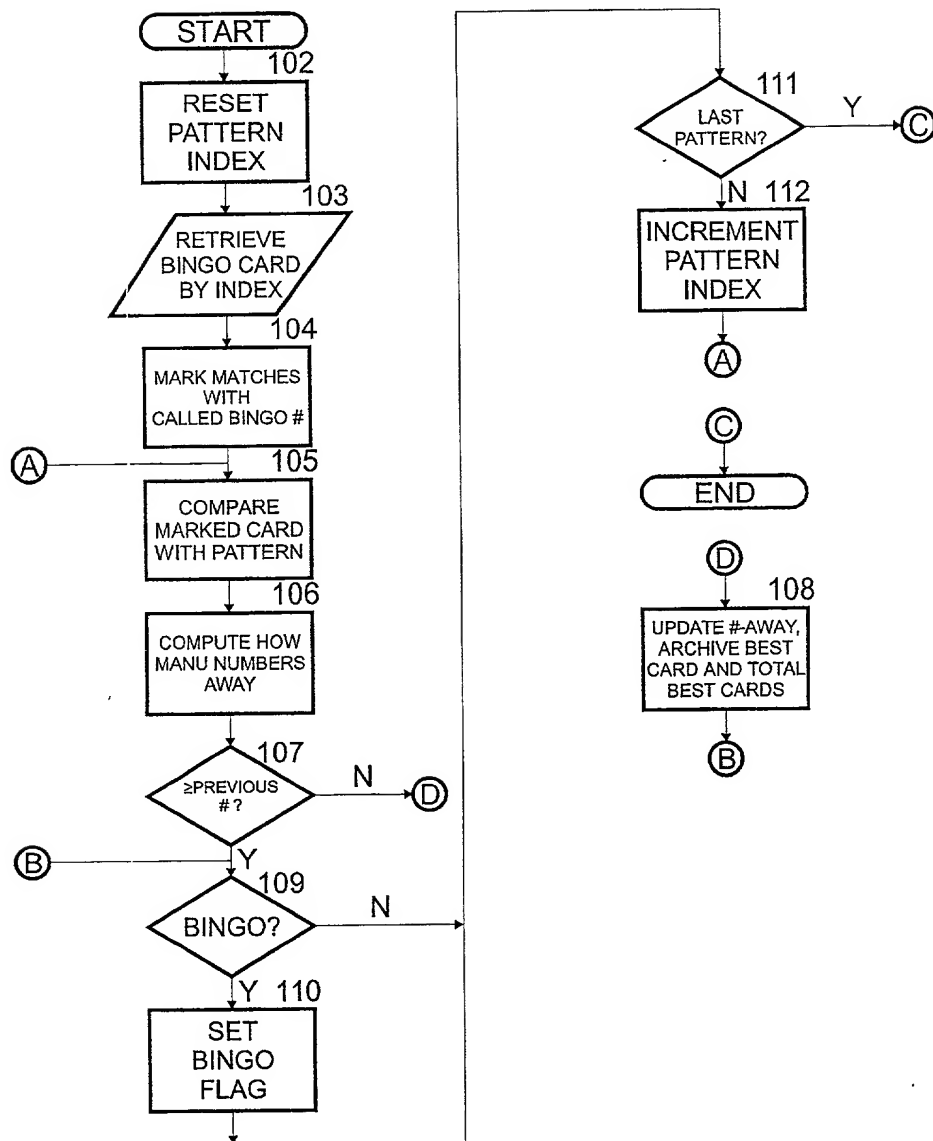 START
102
RESET
PATTERN
INDEX
103
RETRIEVE
BINGO CARD
BY INDEX
104
MARK MATCHES
WITH
CALLED BINGO #
A
105
COMPARE
MARKED CARD
WITH PATTERN
106
COMPUTE HOW
MANU NUMBERS
AWAY
107
≥PREVIOUS
# ?
N
D
Y
B
109
BINGO?
N
Y
110
SET
BINGO
FLAG
111
LAST
PATTERN?
Y
C
N
112
INCREMENT
PATTERN
INDEX
A
C
END
D
108
UPDATE #-AWAY,
ARCHIVE BEST
CARD AND TOTAL
BEST CARDS
B